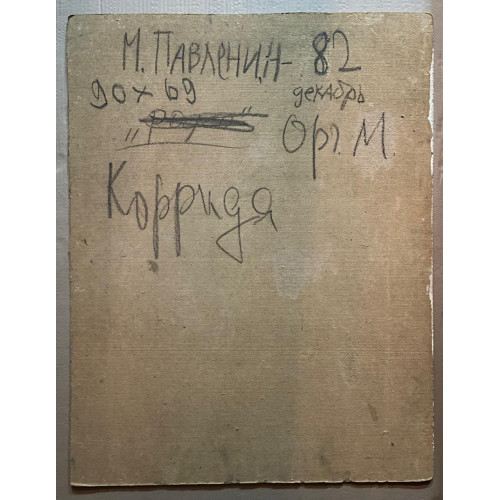 М. Павленин 82
90 х 69 декабрь
Орг. М.
Коррида